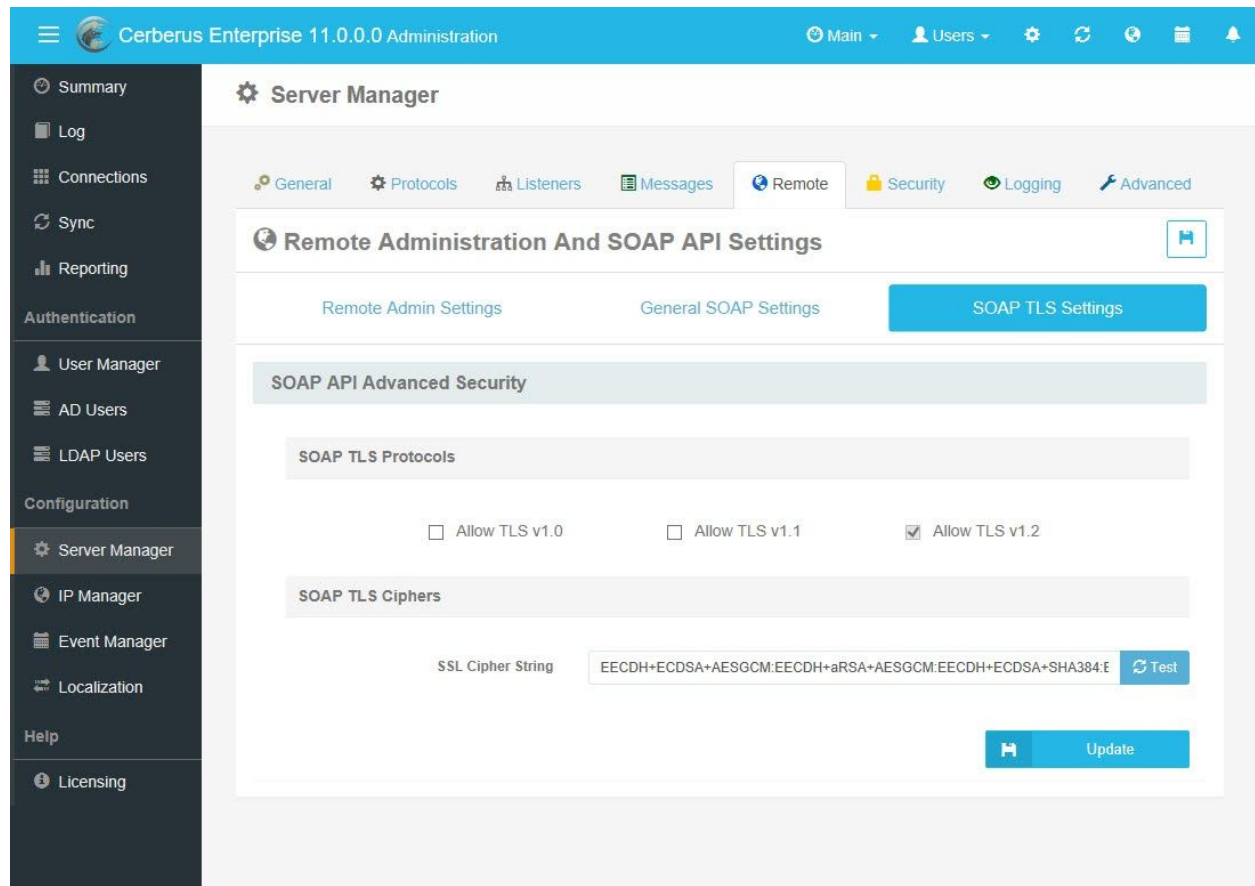 Cerberus Enterprise 11.0.0.0 Administration
Main
Users
Summary
Log
Connections
Sync
Reporting
Authentication
User Manager
AD Users
LDAP Users
Configuration
Server Manager
IP Manager
Event Manager
Localization
Help
Licensing
Server Manager
General
Protocols
Listeners
Messages
Remote
Security
Logging
Advanced
Remote Administration And SOAP API Settings
Remote Admin Settings
General SOAP Settings
SOAP TLS Settings
SOAP API Advanced Security
SOAP TLS Protocols
Allow TLS v1.0
Allow TLS v1.1
Allow TLS v1.2
SOAP TLS Ciphers
SSL Cipher String
EECDH+ECDSA+AESGCM:EECDH+aRSA+AESGCM:EECDH+ECDSA+SHA384:E
Test
Update